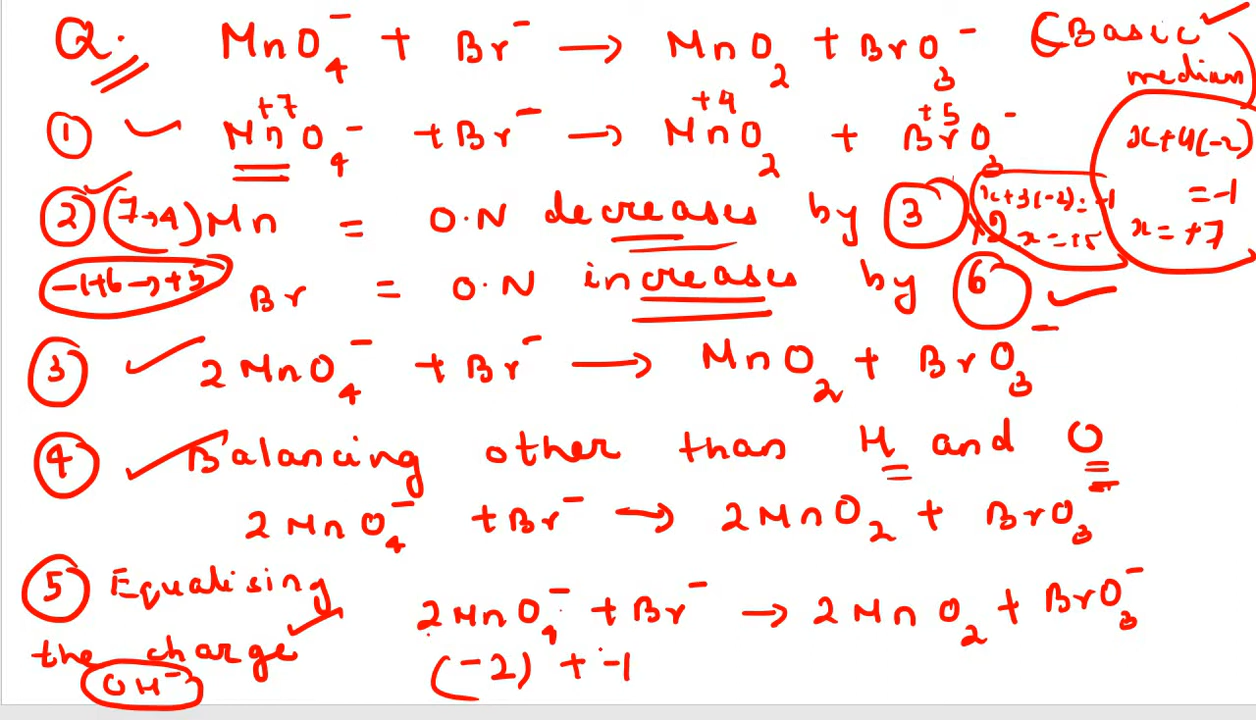 Q. MnO₄⁻ + Br⁻ → MnO₂ + BrO₃⁻ (Basic medium)
+7 +4 +5
① MnO₄⁻ + Br⁻ → MnO₂ + BrO₃⁻
x+4(-2)
= -1
x = +7
② (7→4) Mn = O.N decreases by 3
x+3(-2) = -1
x = +5
-1+6 → +5 Br = O.N increases by 6
③ 2MnO₄⁻ + Br⁻ → MnO₂ + BrO₃⁻
④ Balancing other than H and O
2MnO₄⁻ + Br⁻ → 2MnO₂ + BrO₃⁻
⑤ Equalising
the charge
OH⁻
2MnO₄⁻ + Br⁻ → 2MnO₂ + BrO₃⁻
(-2) + -1